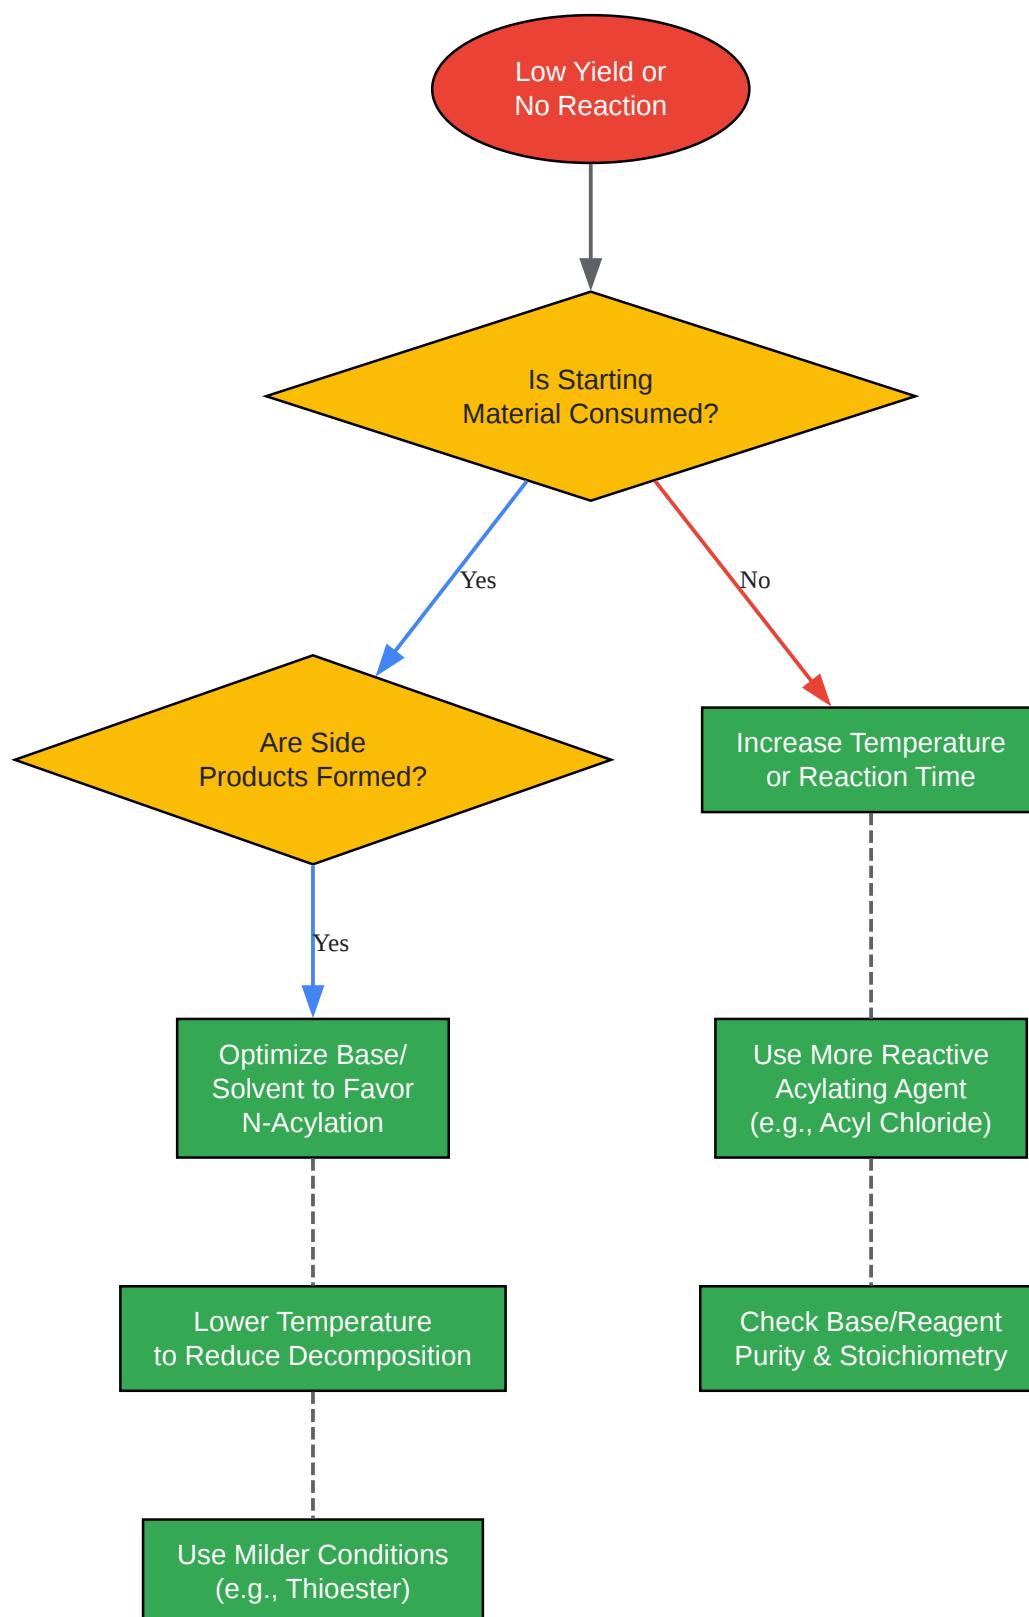 Low Yield or
No Reaction
Is Starting
Material Consumed?
Yes
No
Are Side
Products Formed?
Increase Temperature
or Reaction Time
Yes
Optimize Base/
Solvent to Favor
N-Acylation
Use More Reactive
Acylating Agent
(e.g., Acyl Chloride)
Lower Temperature
to Reduce Decomposition
Check Base/Reagent
Purity & Stoichiometry
Use Milder Conditions
(e.g., Thioester)